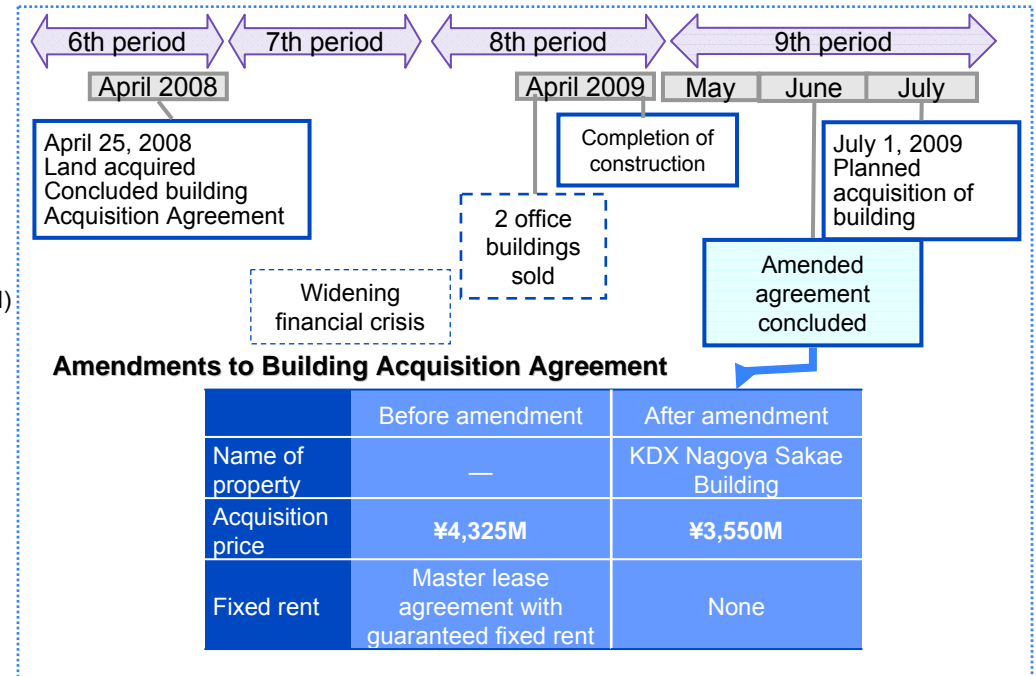 6th period
7th period
8th period
9th period
April 2008
April 2009
May
June
July
April 25, 2008
Land acquired
Concluded building
Acquisition Agreement
Completion of
construction
July 1, 2009
Planned
acquisition of
building
2 office
buildings
sold
Widening
financial crisis
Amended
agreement
concluded
)
Amendments to Building Acquisition Agreement
Before amendment
After amendment
Name of
property
—
KDX Nagoya Sakae
Building
Acquisition
price
¥4,325M
¥3,550M
Fixed rent
Master lease
agreement with
guaranteed fixed rent
None